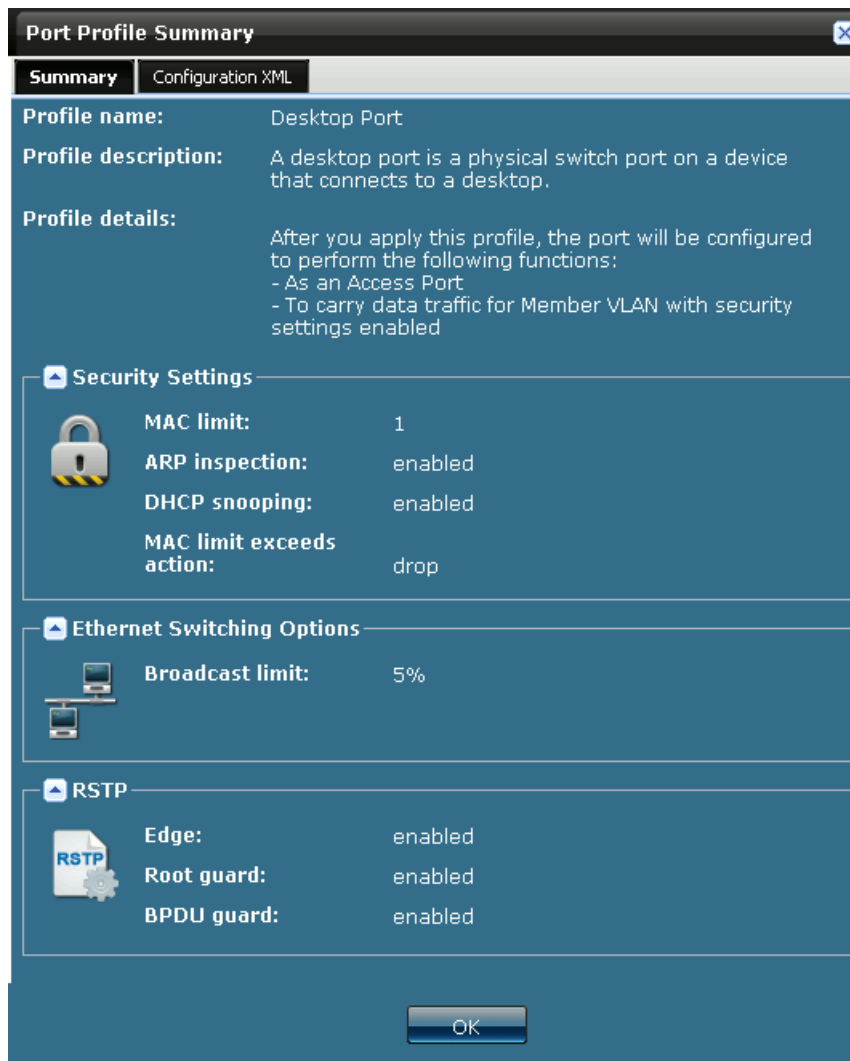 Port Profile Summary
Summary
Configuration XML
Profile name: Desktop Port
Profile description: A desktop port is a physical switch port on a device
that connects to a desktop.
Profile details:
After you apply this profile, the port will be configured
to perform the following functions:
- As an Access Port
- To carry data traffic for Member VLAN with security
settings enabled
Security Settings
MAC limit: 1
ARP inspection: enabled
DHCP snooping: enabled
MAC limit exceeds
action: drop
Ethernet Switching Options
Broadcast limit: 5%
RSTP
RSTP
Edge: enabled
Root guard: enabled
BPDU guard: enabled
OK